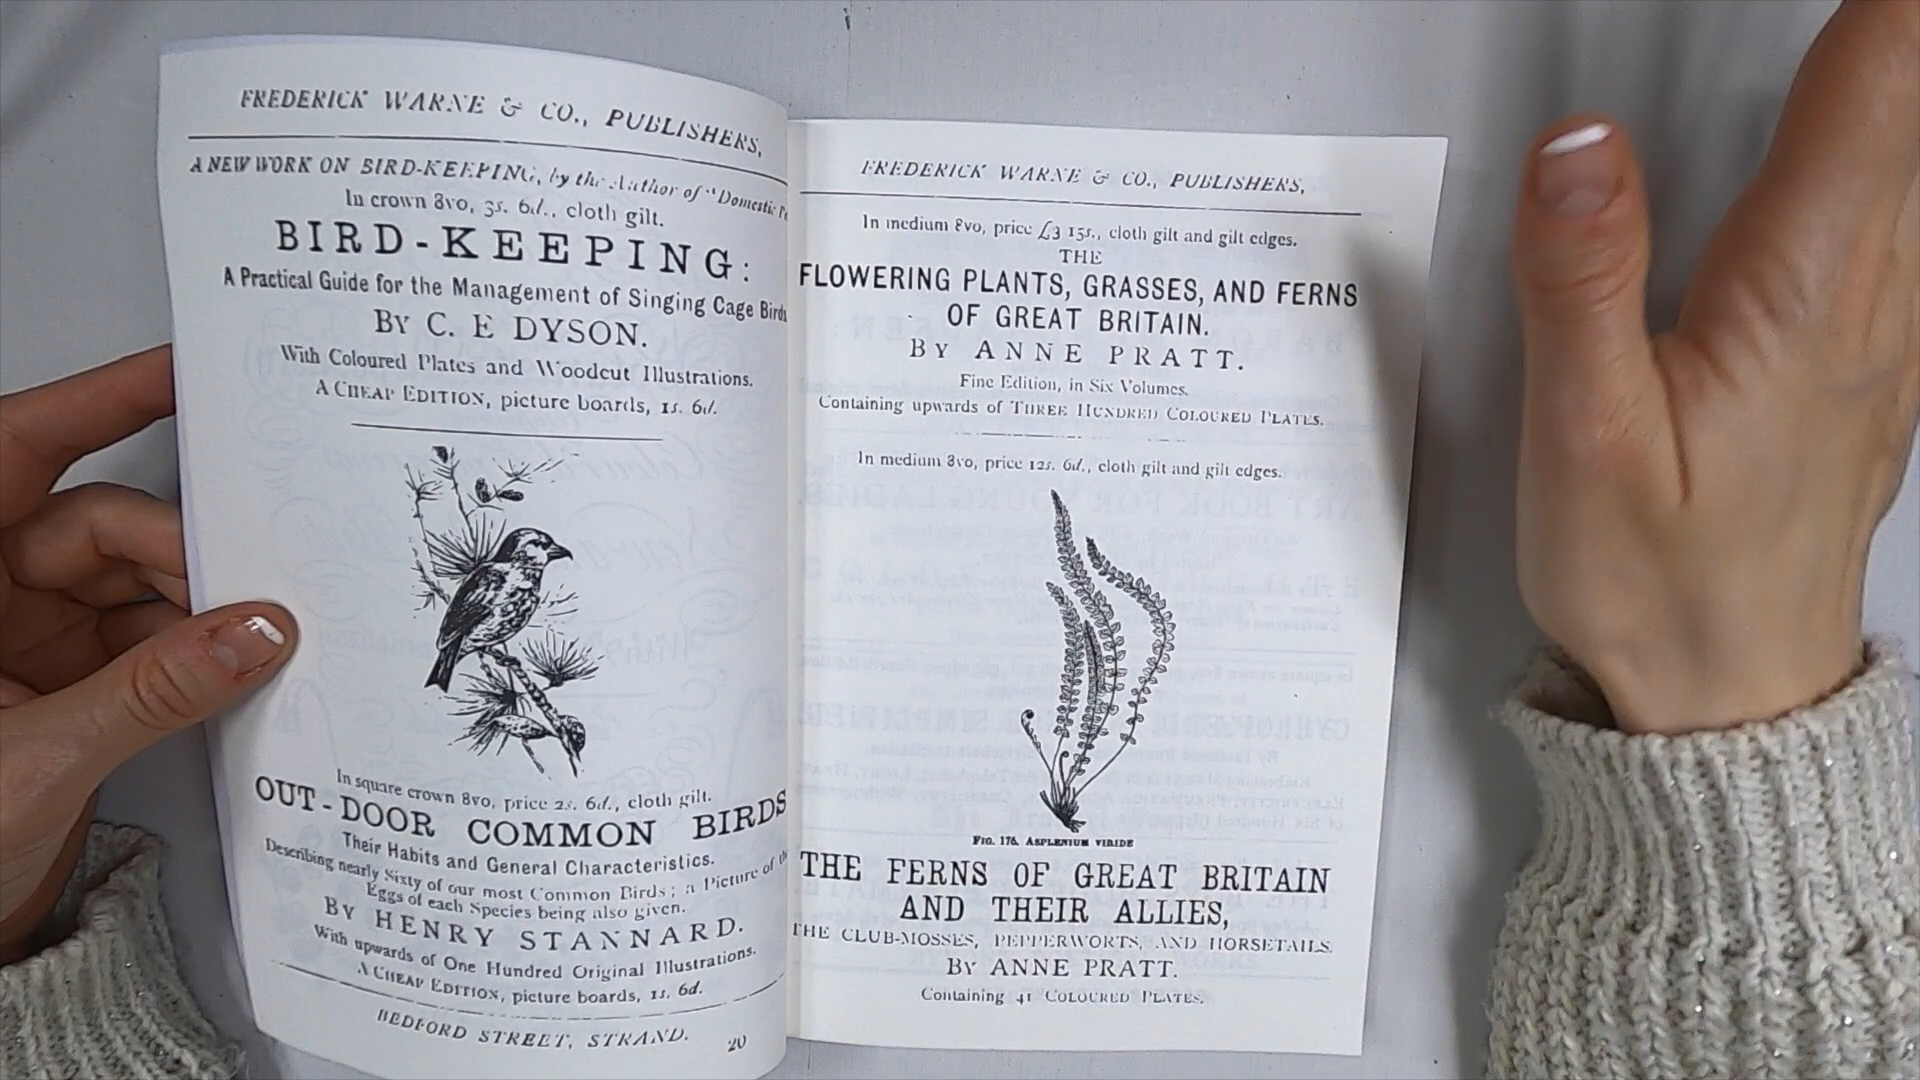 FREDERICK WARNE & CO., PUBLISHERS,
A NEW WORK ON BIRD-KEEPING, by the Author of "Domestic
In crown 8vo, 3s. 6d., cloth gilt.
BIRD-KEEPING:
A Practical Guide for the Management of Singing Cage Birds
BY C. E DYSON.
With Coloured Plates and Woodcut Illustrations.
A CHEAP EDITION, picture boards, 1s. 6d.
In square crown 8vo, price 2s. 6d., cloth gilt.
OUT-DOOR COMMON BIRDS
Their Habits and General Characteristics.
Describing nearly Sixty of our most Common Birds; a Picture of the
Eggs of each Species being also given.
BY HENRY STANNARD.
With upwards of One Hundred Original Illustrations.
A CHEAP EDITION, picture boards, 1s. 6d.
BEDFORD STREET, STRAND.
20
FREDERICK WARNE & CO., PUBLISHERS,
In medium 8vo, price £3 15s., cloth gilt and gilt edges.
THE
FLOWERING PLANTS, GRASSES, AND FERNS
OF GREAT BRITAIN.
BY ANNE PRATT.
Fine Edition, in Six Volumes.
Containing upwards of THREE HUNDRED COLOURED PLATES.
In medium 8vo, price 12s. 6d., cloth gilt and gilt edges.
FIG. 176. ASPLENIUM VIRIDE
THE FERNS OF GREAT BRITAIN
AND THEIR ALLIES,
THE CLUB-MOSSES, PEPPERWORTS, AND HORSETAILS.
BY ANNE PRATT.
Containing 41 COLOURED PLATES.